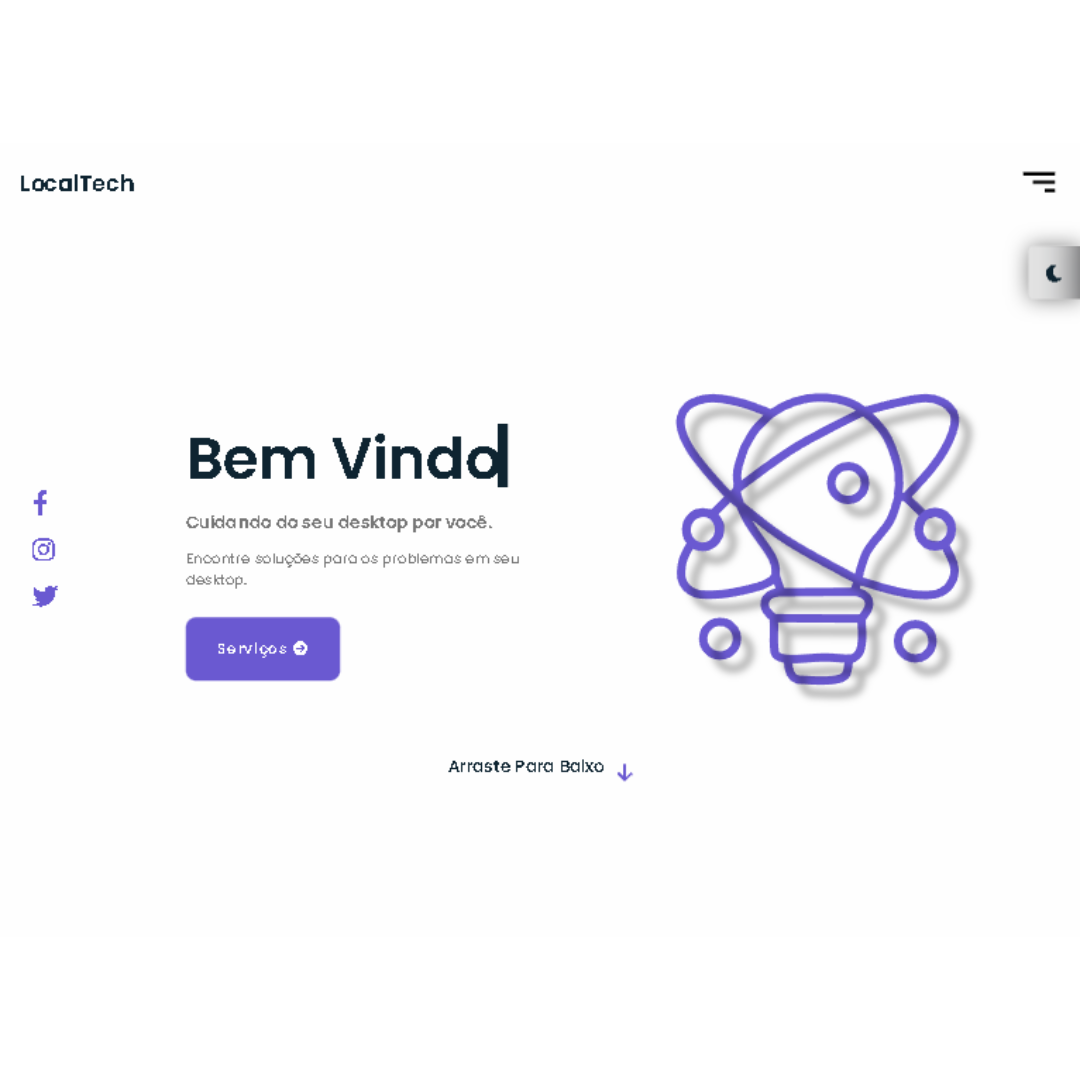 LocalTech
Bem Vindo
Cuidando do seu desktop por você.
Encontre soluções para os problemas em seu
desktop.
Serviços
Arraste Para Baixo